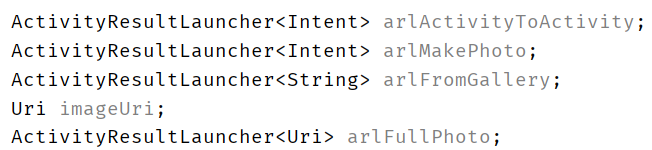 ActivityResultLauncher<Intent> arlActivityToActivity;
ActivityResultLauncher<Intent> arlMakePhoto;
ActivityResultLauncher<String> arlFromGallery;
Uri imageUri;
ActivityResultLauncher<Uri> arlFullPhoto;